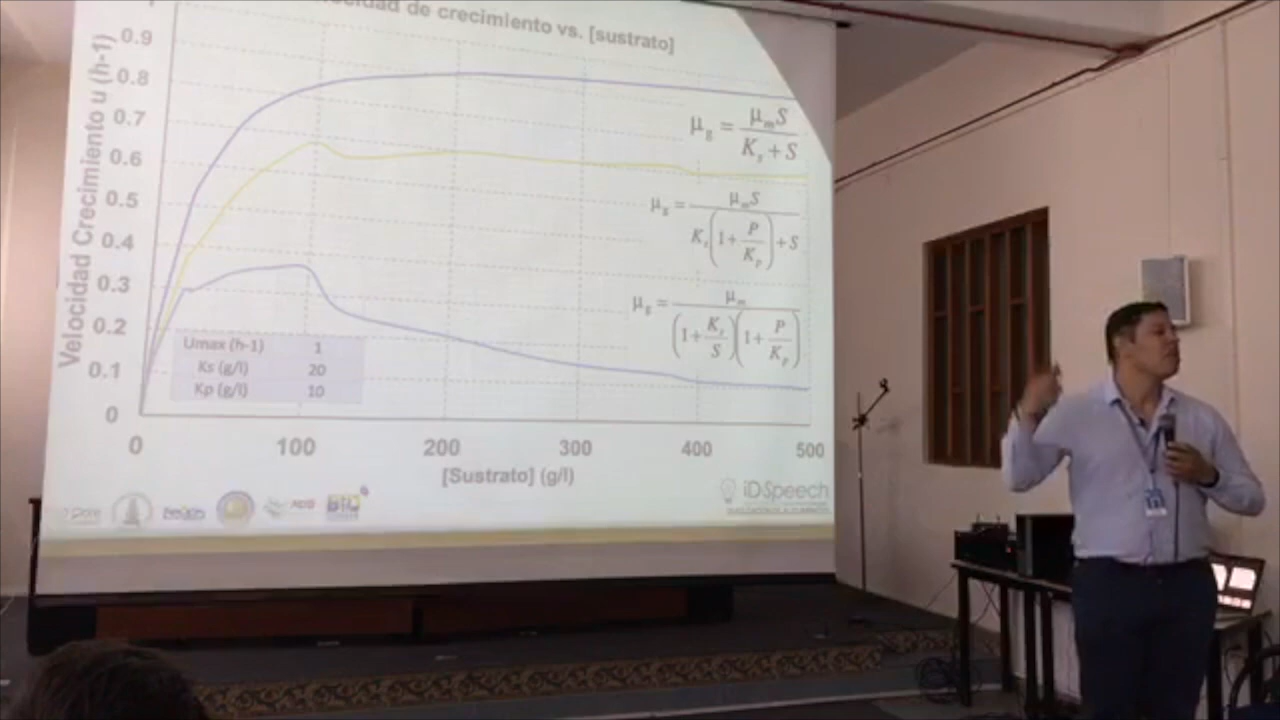 de crecimiento vs. [sustrato]
Velocidad Crecimiento u (h-1)
0.9
0.8
0.7
0.6
0.5
0.4
0.3
0.2
0.1
0
μg = μmS / (Ks + S)
μg = μmS / (Ks(1 + P/Kp) + S)
μg = μm / ((1 + Ks/S)(1 + P/Kp))
Umax (h-1) 1
Ks (g/l) 20
Kp (g/l) 10
0 100 200 300 400 500
[Sustrato] (g/l)
iDSpeech